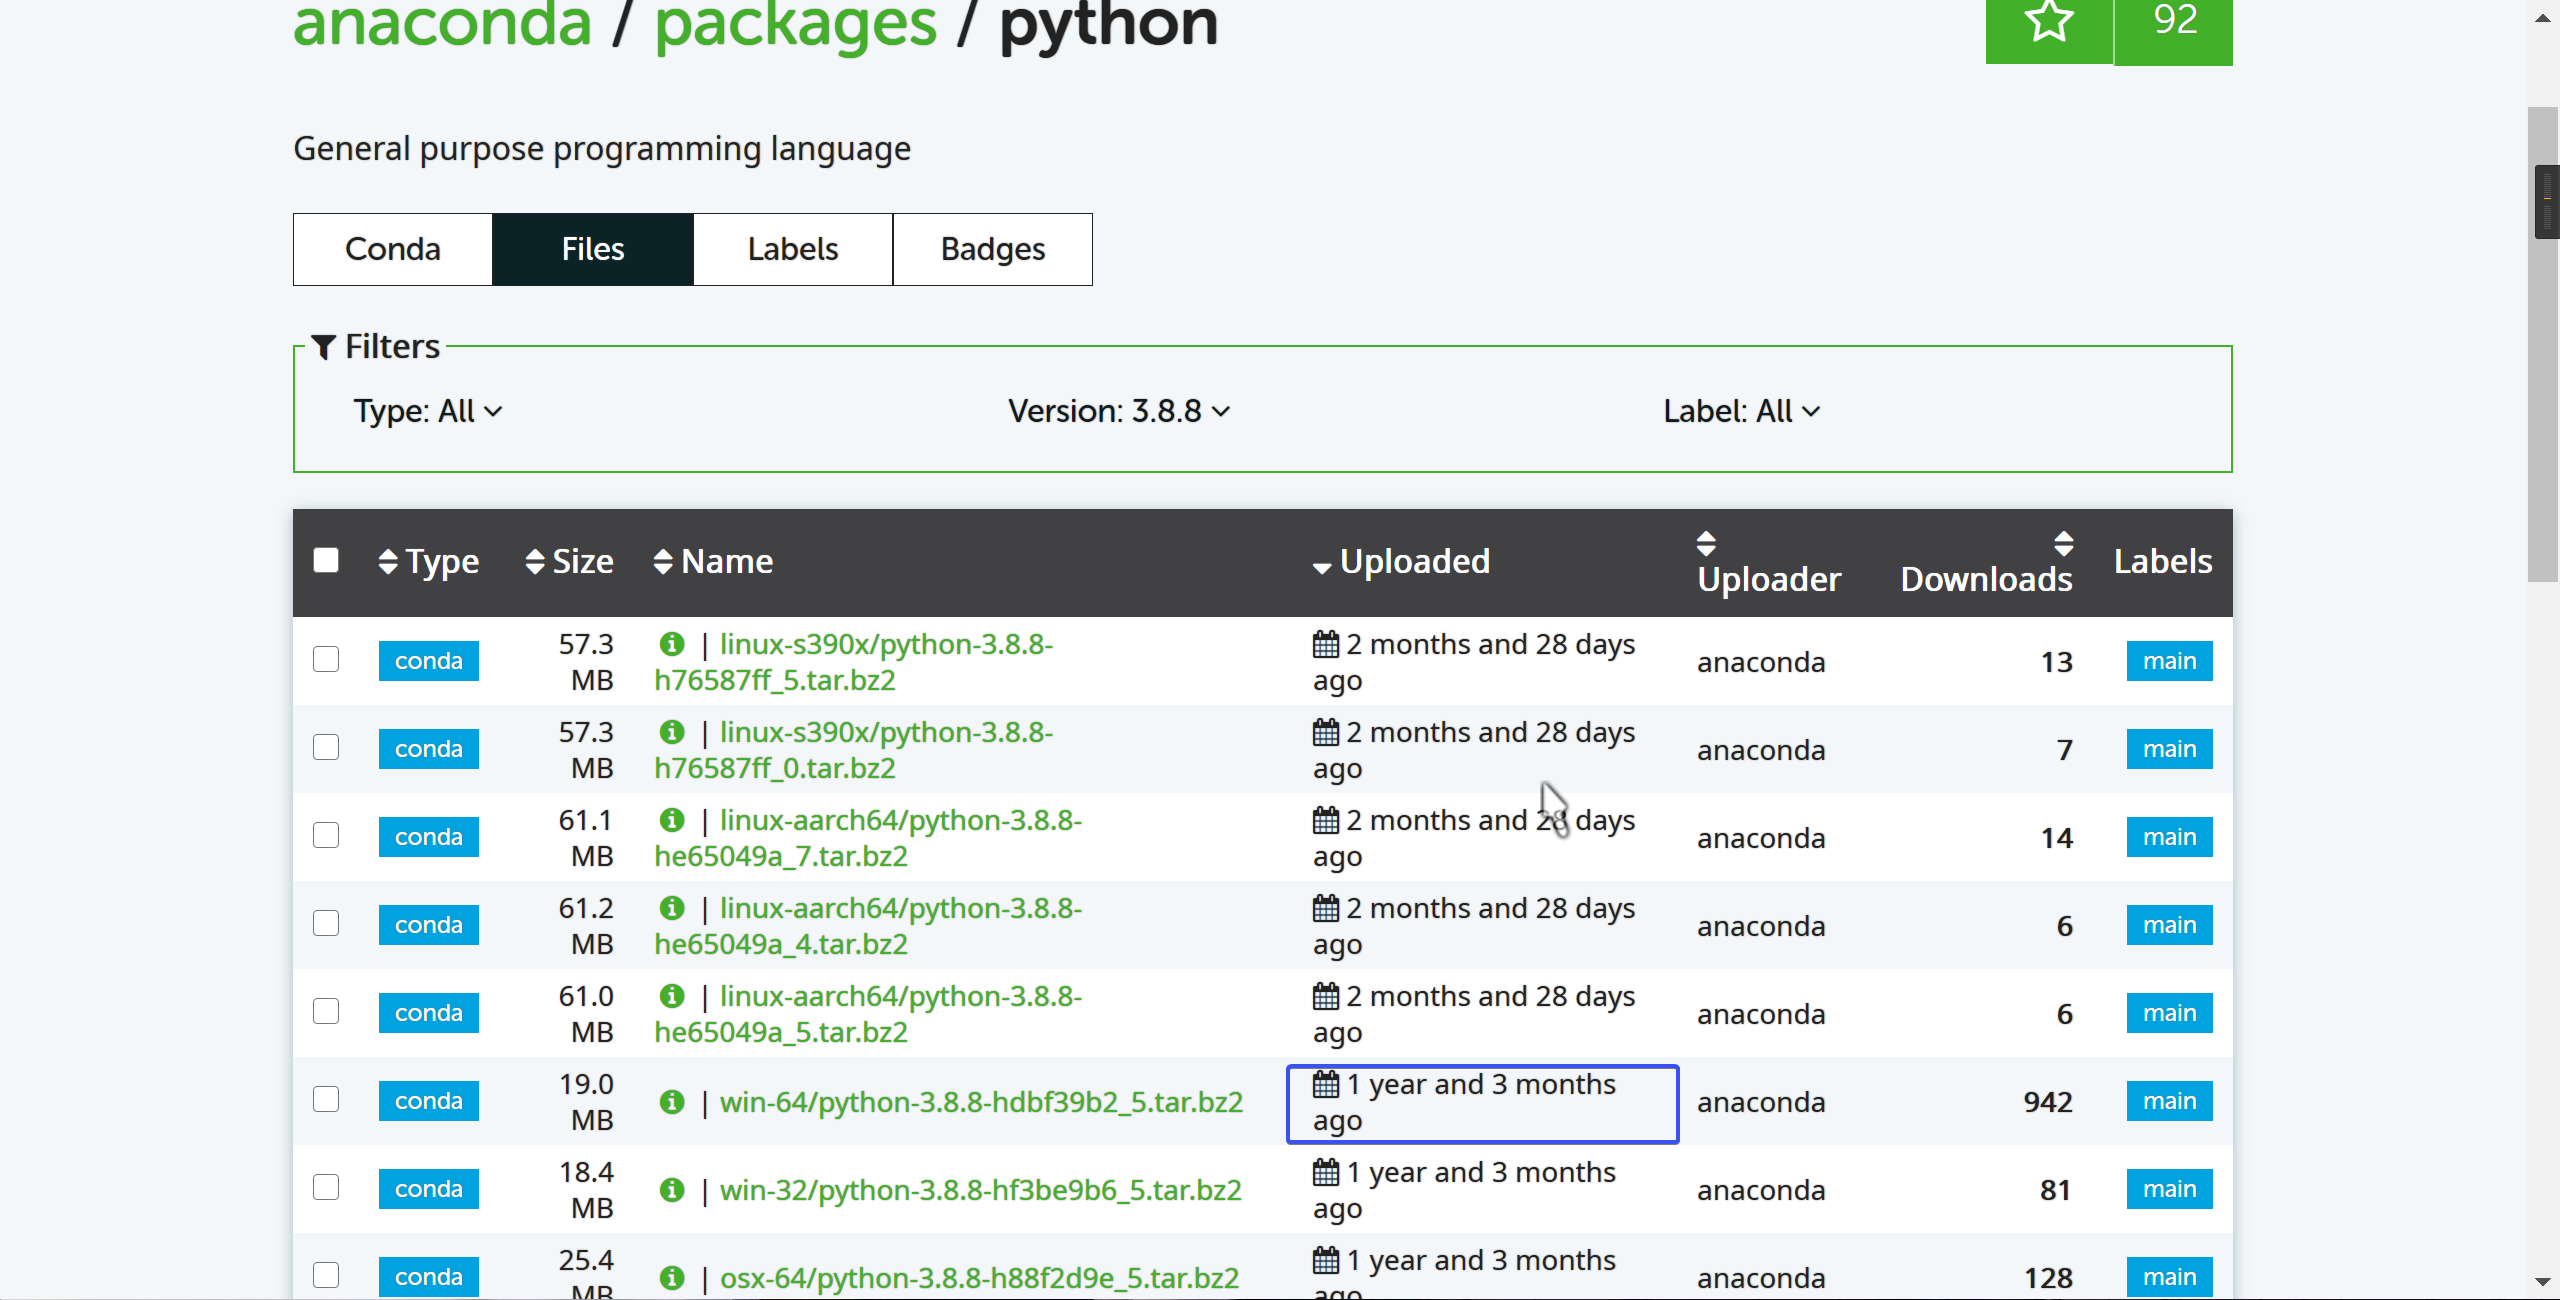 anaconda / packages / python
92
General purpose programming language
Conda Files Labels Badges
Filters
Type: All Version: 3.8.8 Label: All
Type Size Name Uploaded Uploader Downloads Labels
conda 57.3 MB | linux-s390x/python-3.8.8-h76587ff_5.tar.bz2 2 months and 28 days ago anaconda 13 main
conda 57.3 MB | linux-s390x/python-3.8.8-h76587ff_0.tar.bz2 2 months and 28 days ago anaconda 7 main
conda 61.1 MB | linux-aarch64/python-3.8.8-he65049a_7.tar.bz2 2 months and 28 days ago anaconda 14 main
conda 61.2 MB | linux-aarch64/python-3.8.8-he65049a_4.tar.bz2 2 months and 28 days ago anaconda 6 main
conda 61.0 MB | linux-aarch64/python-3.8.8-he65049a_5.tar.bz2 2 months and 28 days ago anaconda 6 main
conda 19.0 MB | win-64/python-3.8.8-hdbf39b2_5.tar.bz2 1 year and 3 months ago anaconda 942 main
conda 18.4 MB | win-32/python-3.8.8-hf3be9b6_5.tar.bz2 1 year and 3 months ago anaconda 81 main
conda 25.4 MB | osx-64/python-3.8.8-h88f2d9e_5.tar.bz2 1 year and 3 months ago anaconda 128 main